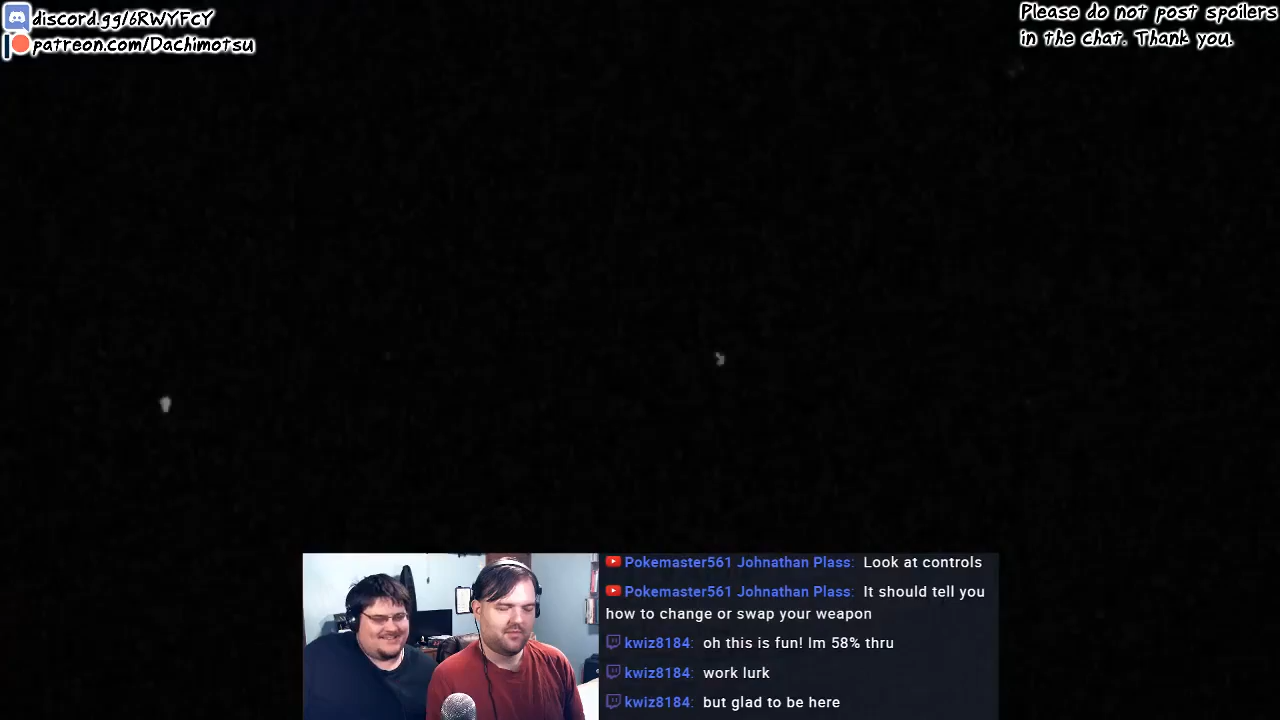 discord.gg/6RWYFcY
patreon.com/Dachimotsu
Please do not post spoilers
in the chat. Thank you.
Pokemaster561 Johnathan Plass: Look at controls
Pokemaster561 Johnathan Plass: It should tell you
how to change or swap your weapon
kwiz8184: oh this is fun! Im 58% thru
kwiz8184: work lurk
kwiz8184: but glad to be here